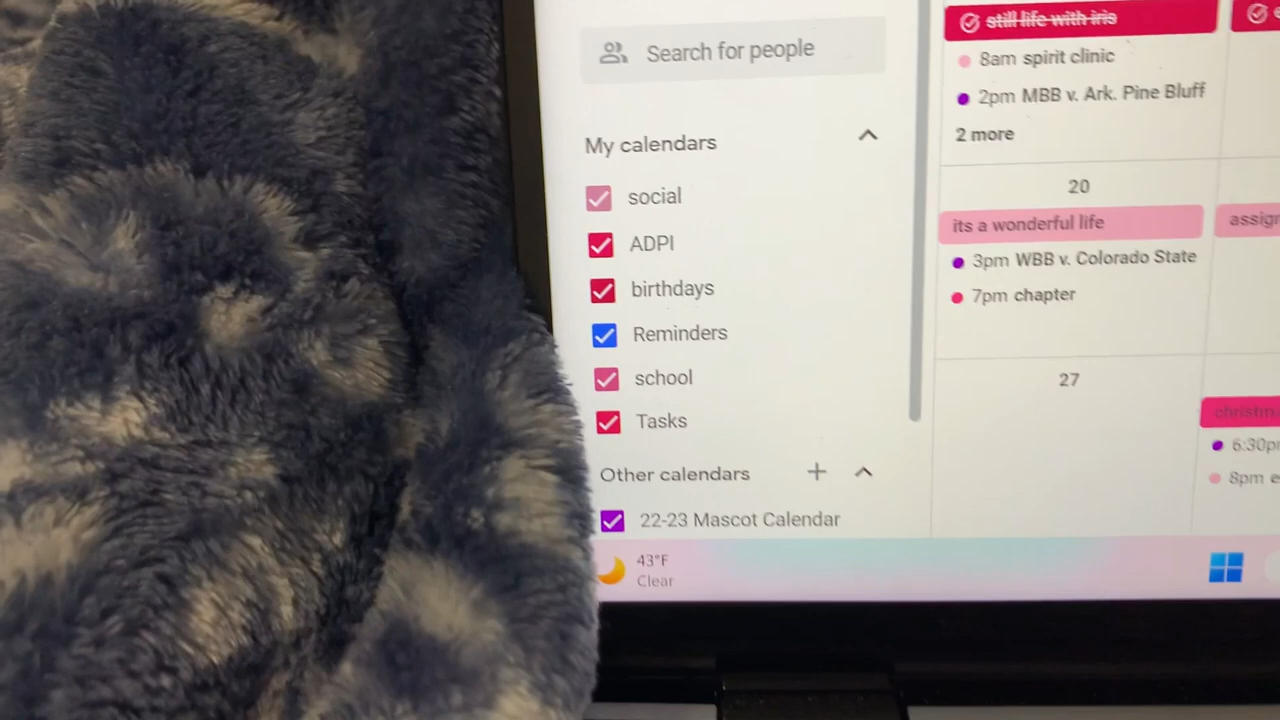 Search for people
My calendars
social
ADPI
birthdays
Reminders
school
Tasks
Other calendars
22-23 Mascot Calendar
still life with iris
8am spirit clinic
2pm MBB v. Ark. Pine Bluff
2 more
20
its a wonderful life
3pm WBB v. Colorado State
7pm chapter
27
43°F
Clear